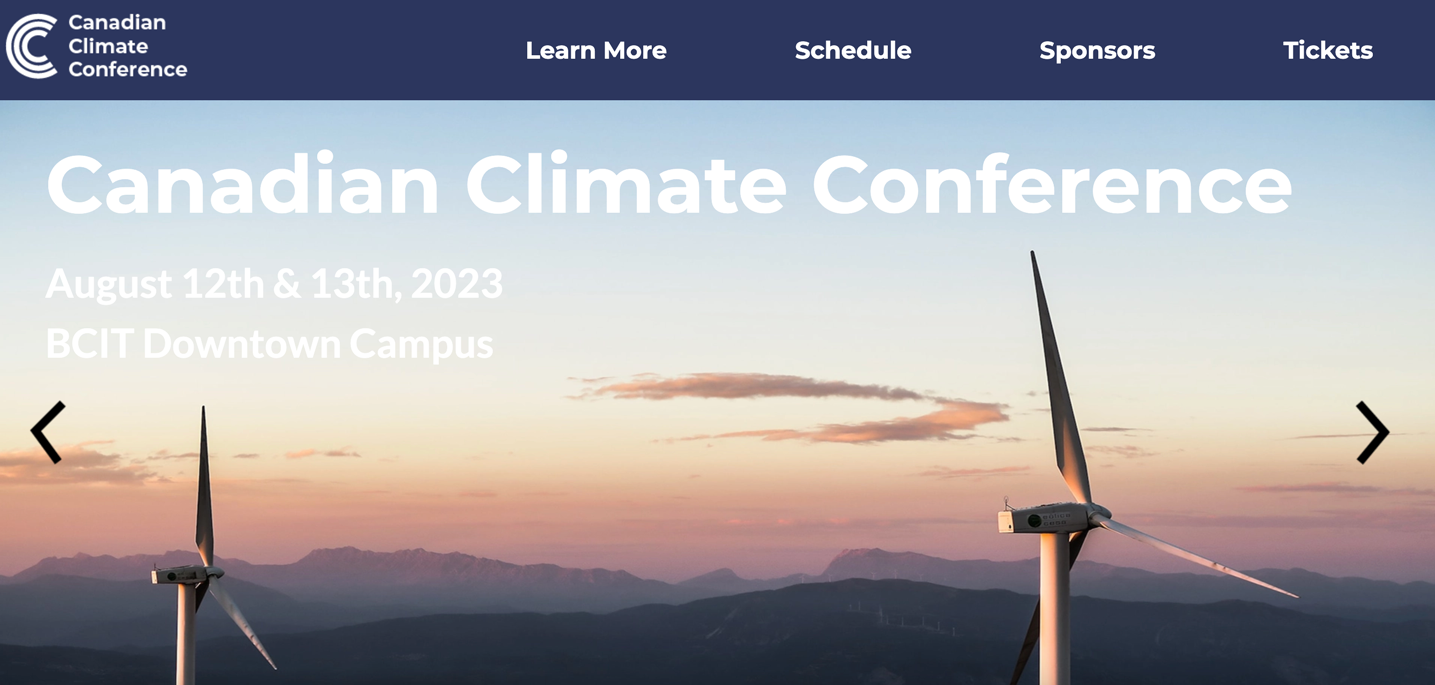 Canadian
Climate
Conference
Learn More
Schedule
Sponsors
Tickets
Canadian Climate Conference
August 12th & 13th, 2023
BCIT Downtown Campus